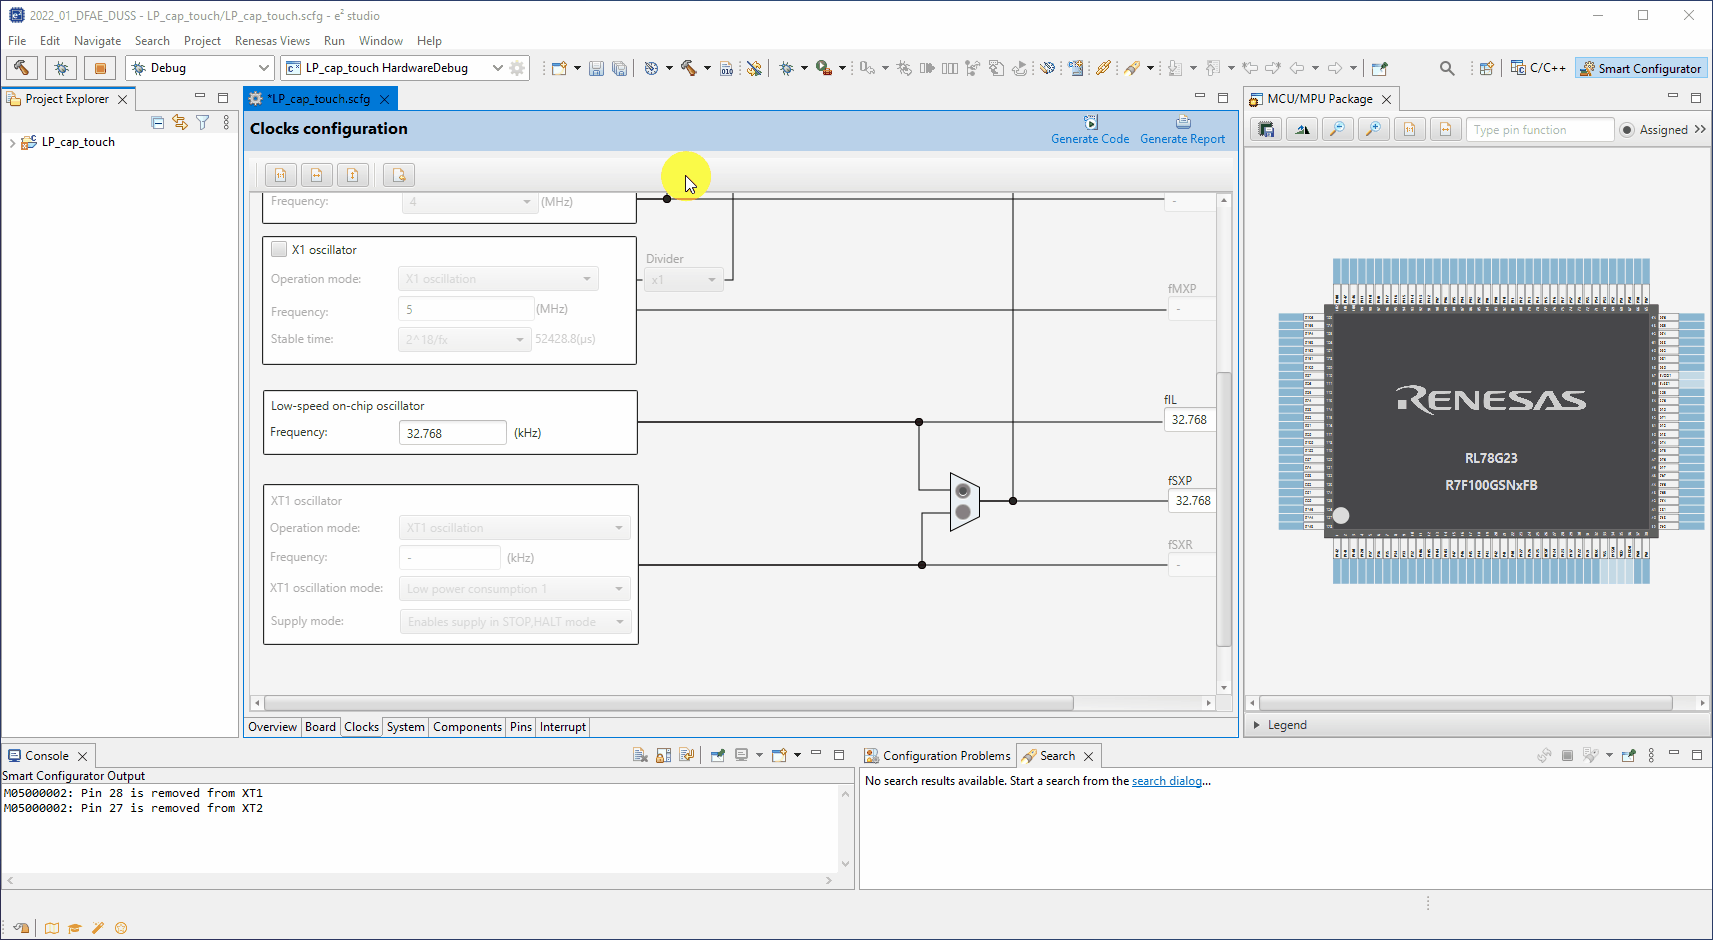 2022_01_DFAE_DUSS - LP_cap_touch/LP_cap_touch.scfg - e² studio
File Edit Navigate Search Project Renesas Views Run Window Help
Debug
LP_cap_touch HardwareDebug
C/C++
Smart Configurator
Project Explorer
LP_cap_touch
*LP_cap_touch.scfg
Clocks configuration
Generate Code
Generate Report
Frequency: 4 (MHz)
-
X1 oscillator
Operation mode: X1 oscillation
Frequency: 5 (MHz)
Stable time: 2^18/fx 52428.8(µs)
Divider
x1
fMXP
-
Low-speed on-chip oscillator
Frequency: 32.768 (kHz)
fIL
32.768
fSXP
32.768
XT1 oscillator
Operation mode: XT1 oscillation
Frequency: - (kHz)
XT1 oscillation mode: Low power consumption 1
Supply mode: Enables supply in STOP,HALT mode
fSXR
-
Overview Board Clocks System Components Pins Interrupt
MCU/MPU Package
Type pin function
Assigned
RENESAS
RL78G23
R7F100GSNxFB
Legend
Console
Smart Configurator Output
M05000002: Pin 28 is removed from XT1
M05000002: Pin 27 is removed from XT2
Configuration Problems
Search
No search results available. Start a search from the search dialog...